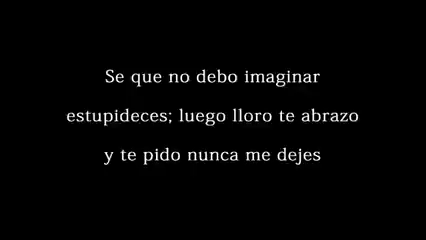 Se que no debo imaginar
estupideces; luego lloro te abrazo
y te pido nunca me dejes